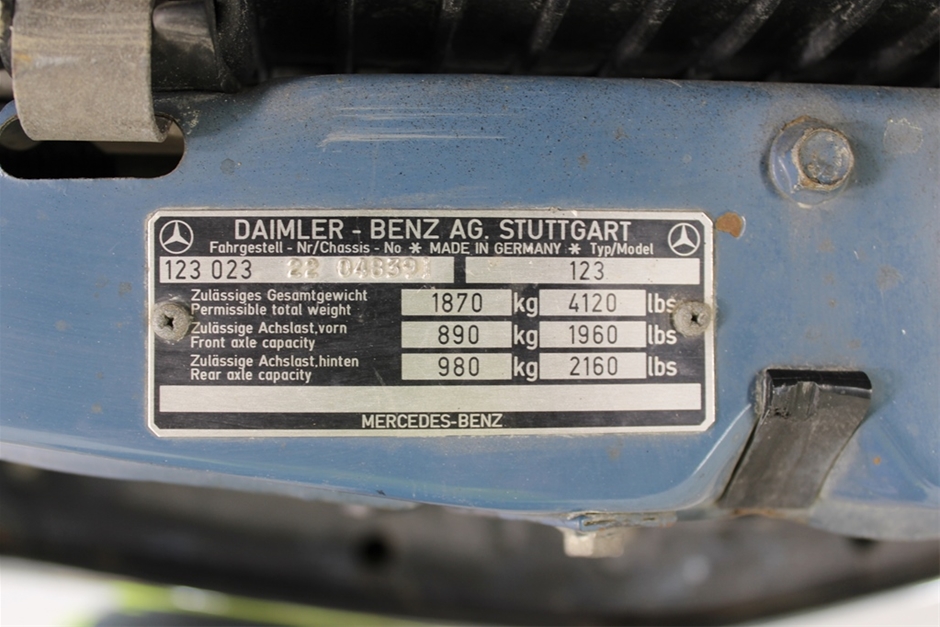 DAIMLER - BENZ AG. STUTTGART
Fahrgestell - Nr/Chassis - No * MADE IN GERMANY * Typ/Model
123 023 22 048391 123
Zulässiges Gesamtgewicht
Permissible total weight
1870 kg 4120 lbs
Zulässige Achslast,vorn
Front axle capacity
890 kg 1960 lbs
Zulässige Achslast,hinten
Rear axle capacity
980 kg 2160 lbs
MERCEDES-BENZ